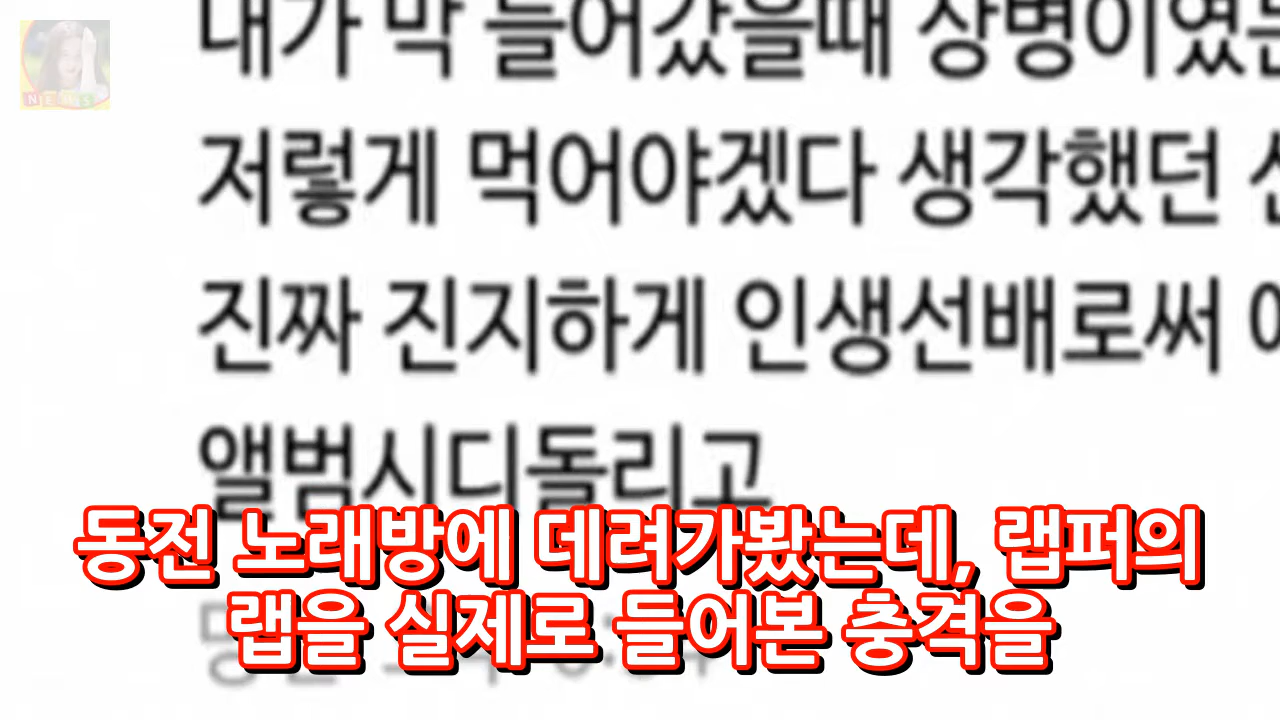 내가 막 들어갔을때 상병이였던
저렇게 먹어야겠다 생각했던
진짜 진지하게 인생선배로써
앨범시디돌리고
동전 노래방에 데려가봤는데, 랩퍼의
랩을 실제로 들어본 충격을
NEWS